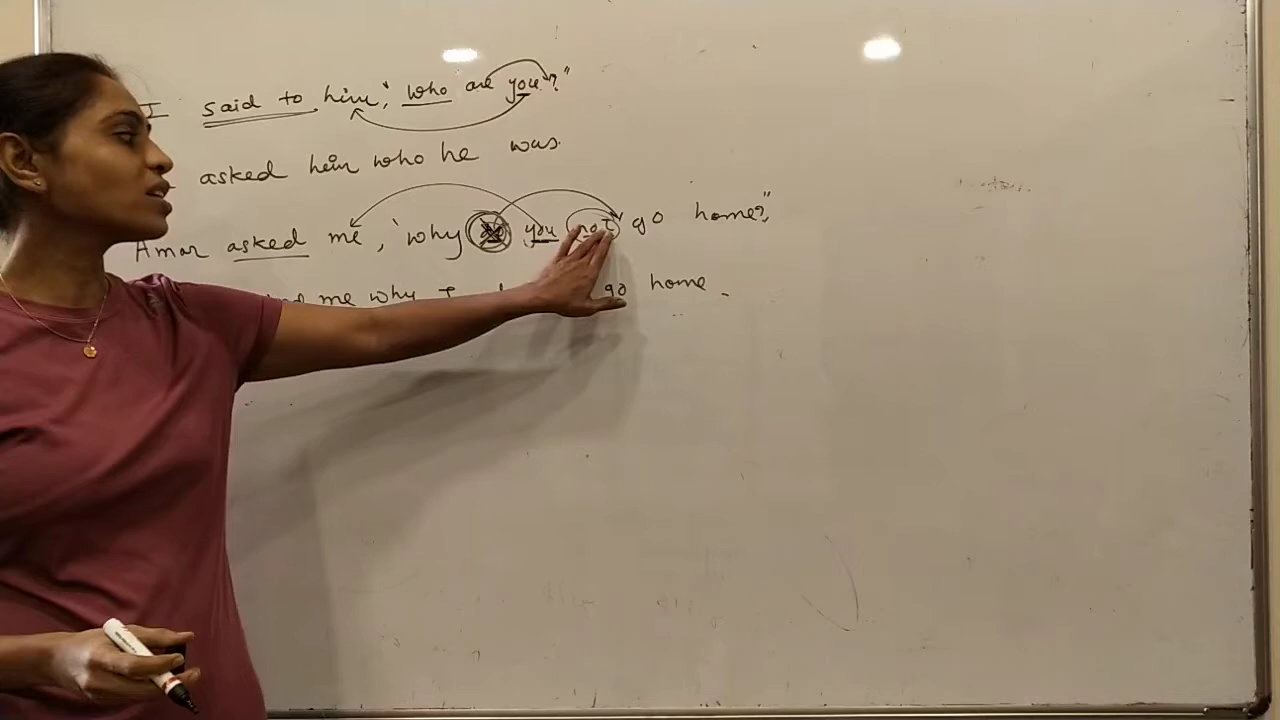 I said to him, "who are you?"
asked him who he was.
Amar asked me, "why you not go home?"
me why I go home.